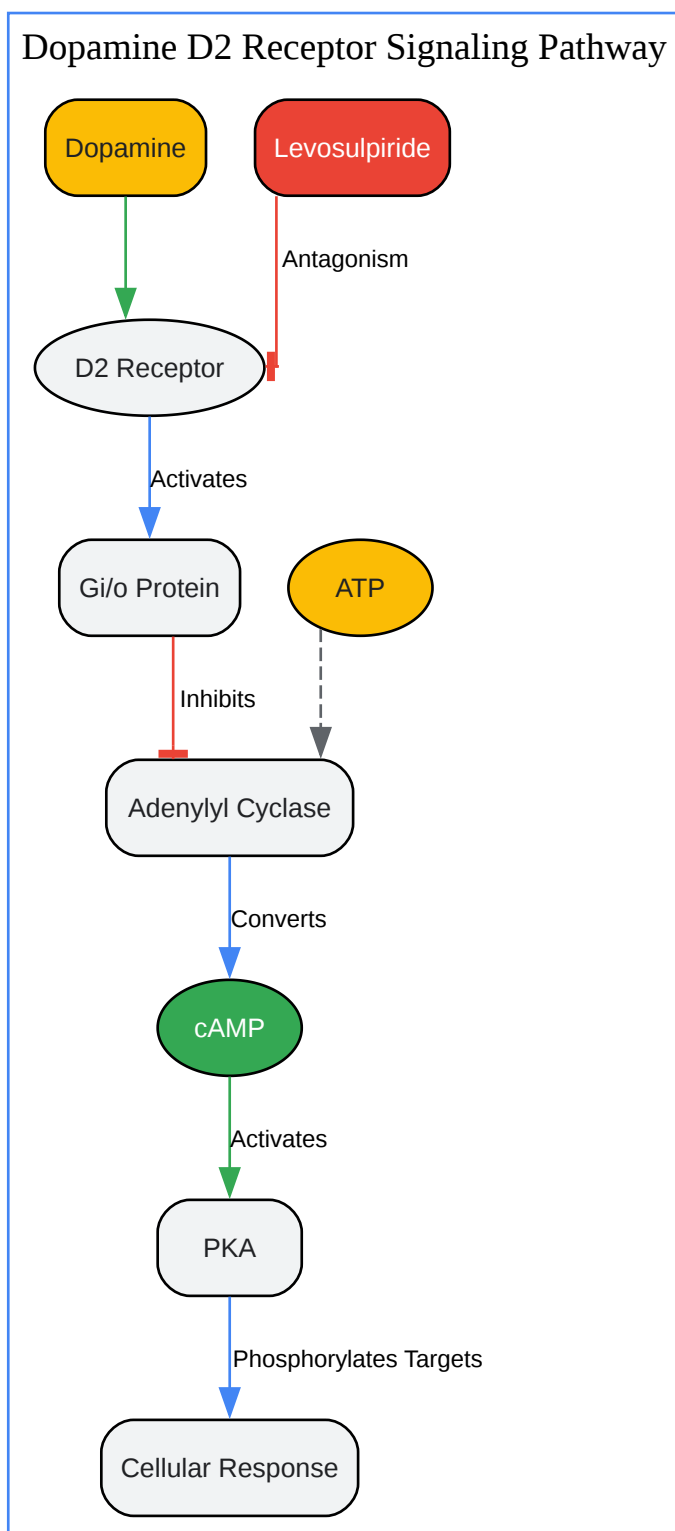 Dopamine D2 Receptor Signaling Pathway
Dopamine
Levosulpiride
Antagonism
D2 Receptor
Activates
Gi/o Protein
ATP
Inhibits
Adenylyl Cyclase
Converts
cAMP
Activates
PKA
Phosphorylates Targets
Cellular Response